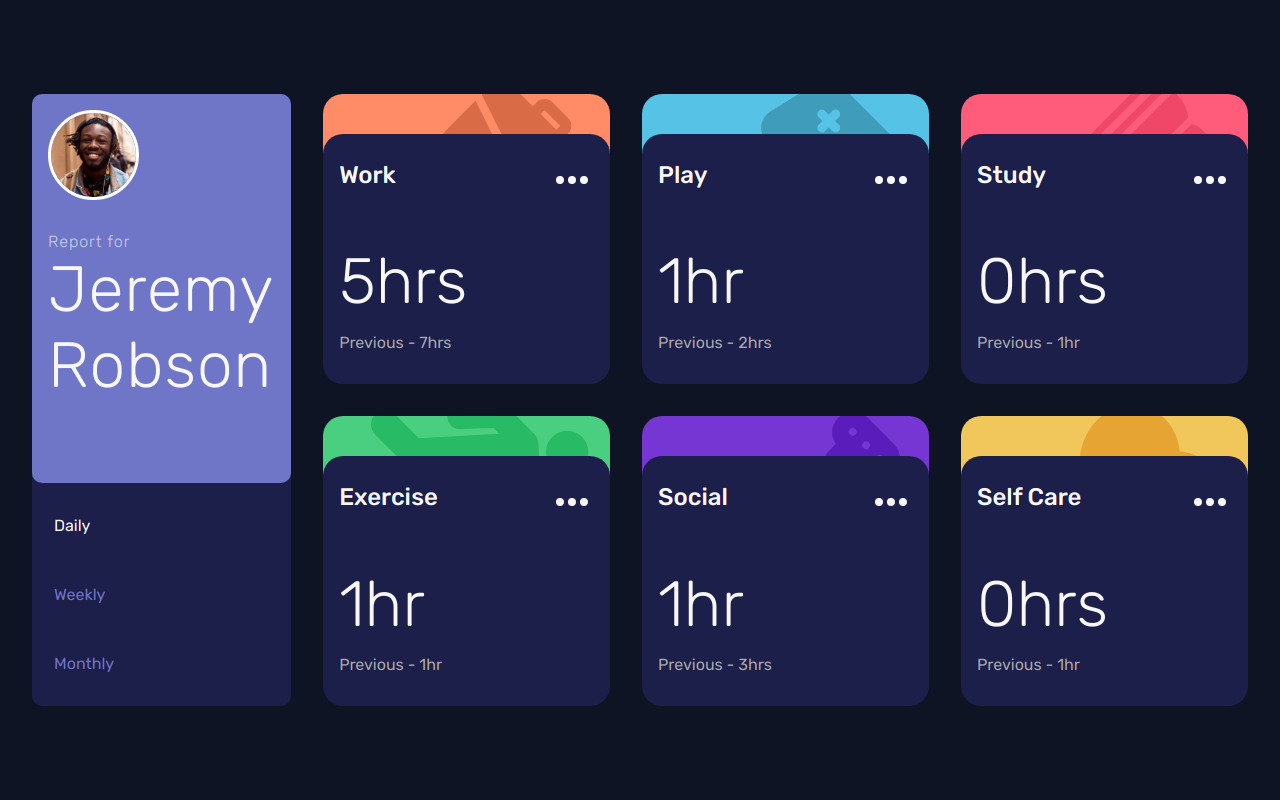 Report for
Jeremy
Robson
Daily
Weekly
Monthly
Work
5hrs
Previous - 7hrs
Play
1hr
Previous - 2hrs
Study
0hrs
Previous - 1hr
Exercise
1hr
Previous - 1hr
Social
1hr
Previous - 3hrs
Self Care
0hrs
Previous - 1hr